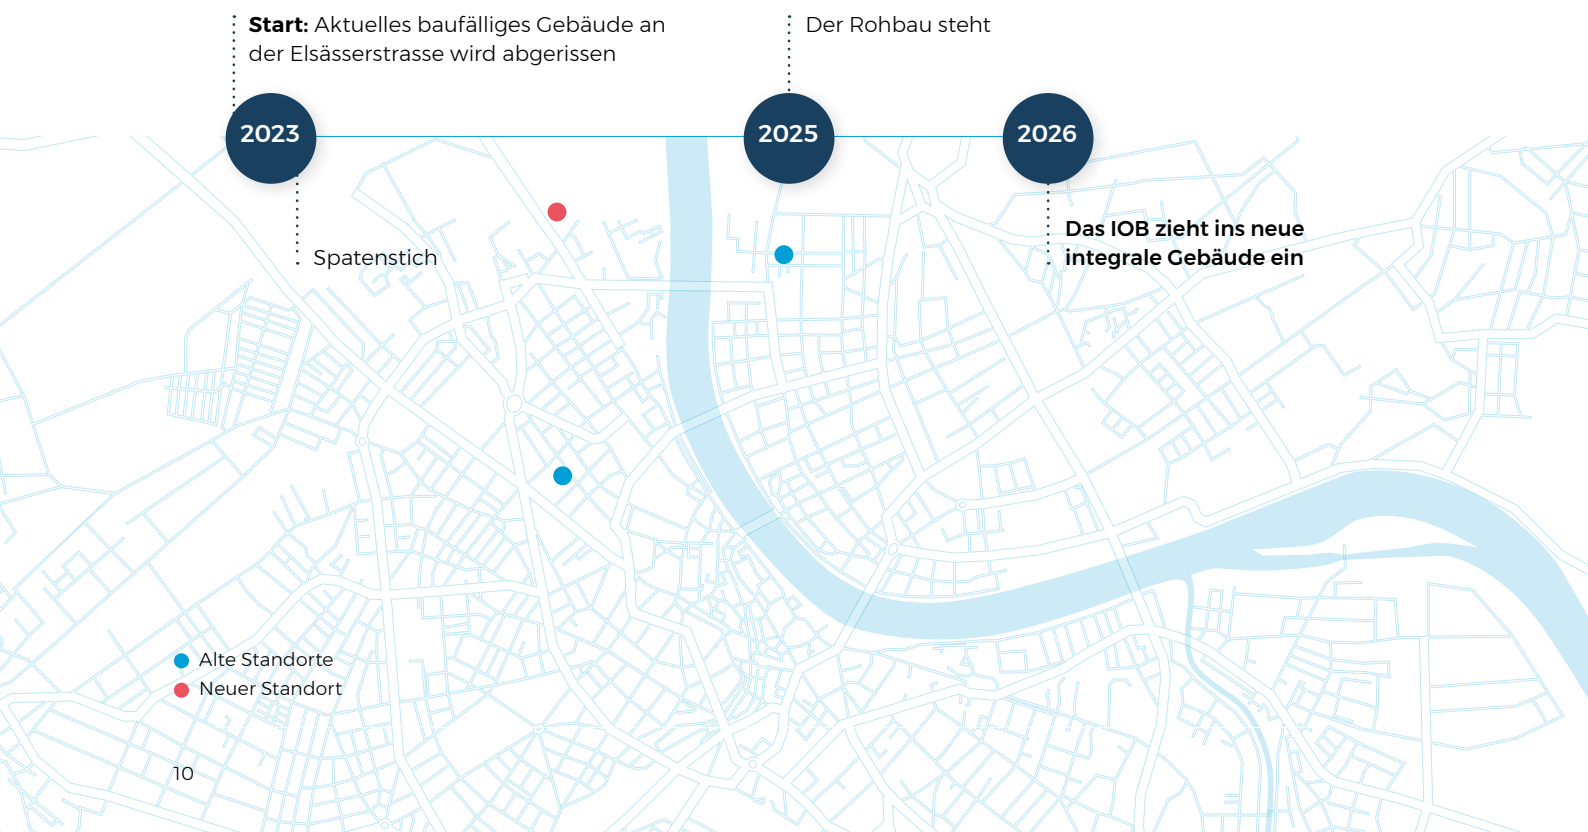 Start: Aktuelles baufälliges Gebäude an
der Elsässerstrasse wird abgerissen
Der Rohbau steht
2023
2025
2026
Spatenstich
Das IOB zieht ins neue
integrale Gebäude ein
Alte Standorte
Neuer Standort
10